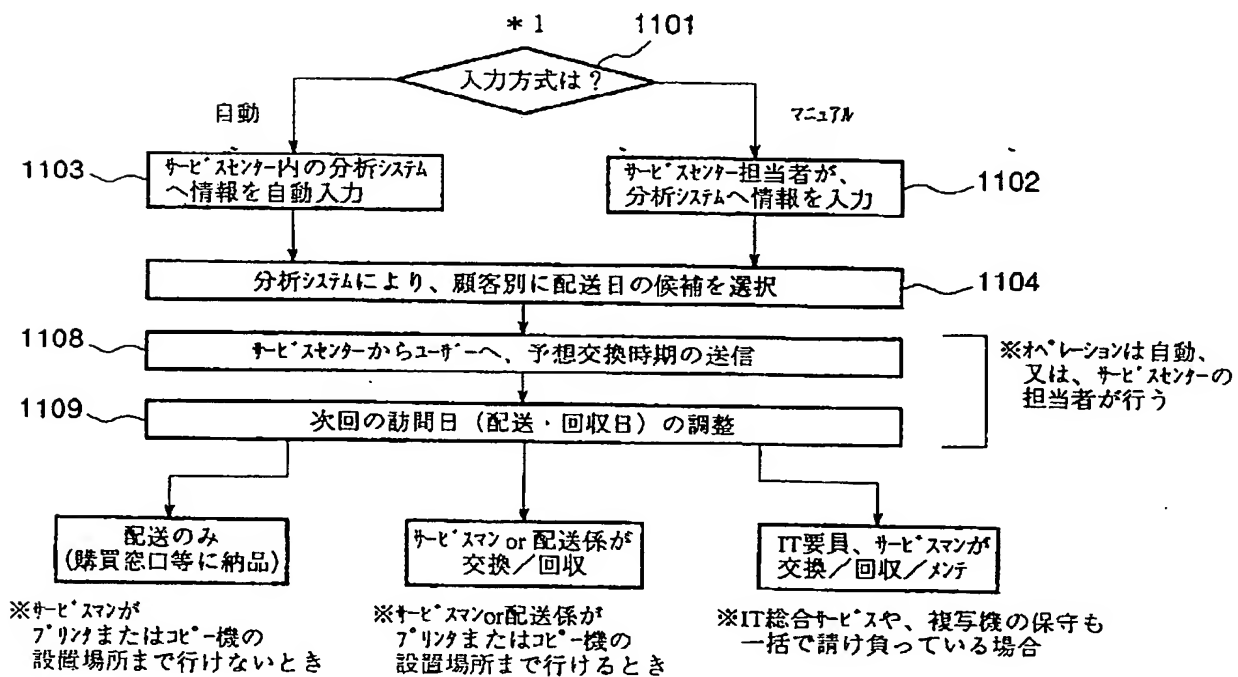 *1
1101
入力方式は?
自動
マニュアル
1103
サービスセンター内の分析システム
へ情報を自動入力
サービスセンター担当者が、
分析システムへ情報を入力
1102
分析システムにより、顧客別に配送日の候補を選択
1104
1108
サービスセンターからユーザーへ、予想交換時期の送信
※オペレーションは自動、
又は、サービスセンターの
担当者が行う
1109
次回の訪問日(配送・回収日)の調整
配送のみ
(購買窓口等に納品)
サービスマン or 配送係が
交換/回収
IT要員、サービスマンが
交換/回収/メンテ
※サービスマンが
プリンタまたはコピー機の
設置場所まで行けないとき
※サービスマンor配送係が
プリンタまたはコピー機の
設置場所まで行けるとき
※IT総合サービスや、複写機の保守も
一括で請け負っている場合